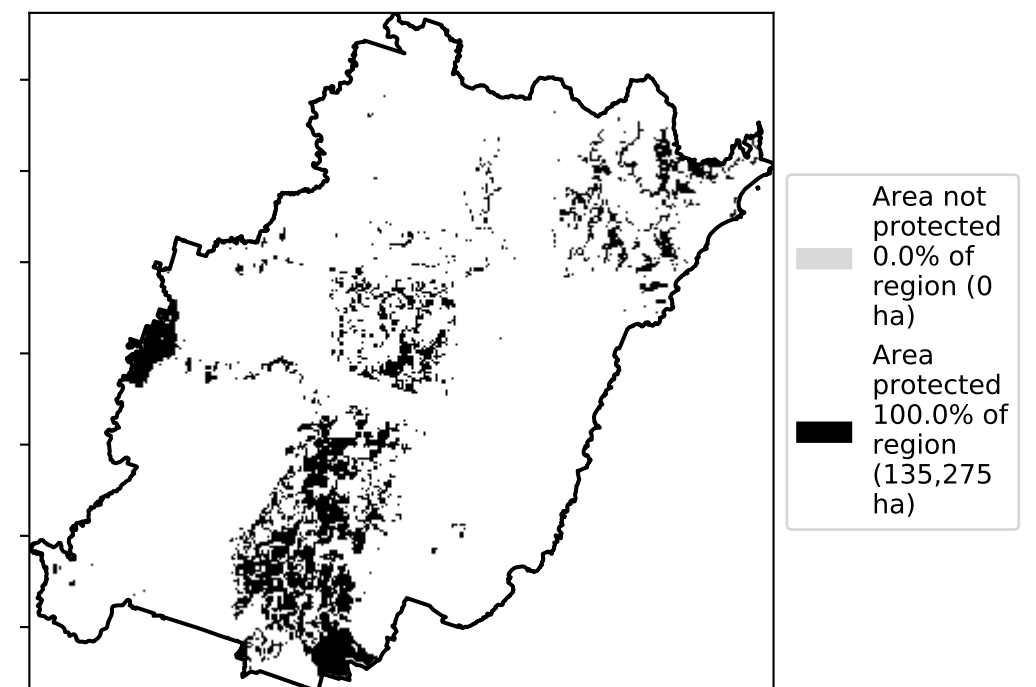 Area not
protected
0.0% of
region (0
ha)
Area
protected
100.0% of
region
(135,275
ha)